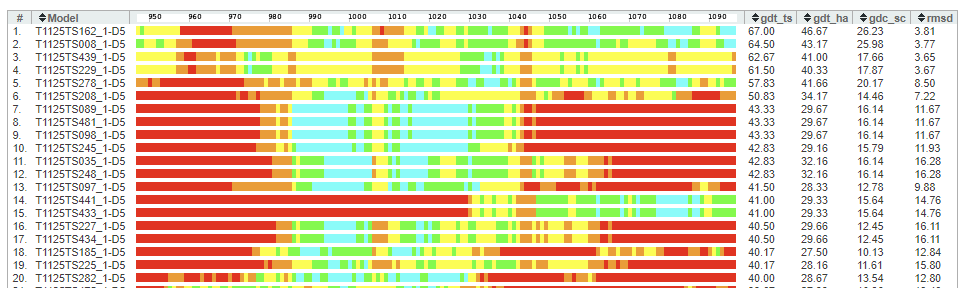 # Model 950 960 970 980 990 1000 1010 1020 1030 1040 1050 1060 1070 1080 1090 gdt_ts gdt_ha gdc_sc rmsd
1. T1125TS162_1-D5 67.00 46.67 26.23 3.81
2. T1125TS008_1-D5 64.50 43.17 25.98 3.77
3. T1125TS439_1-D5 62.67 41.00 17.66 3.65
4. T1125TS229_1-D5 61.50 40.33 17.87 3.67
5. T1125TS278_1-D5 57.83 41.66 20.17 8.50
6. T1125TS208_1-D5 50.83 34.17 14.46 7.22
7. T1125TS089_1-D5 43.33 29.67 16.14 11.67
8. T1125TS481_1-D5 43.33 29.67 16.14 11.67
9. T1125TS098_1-D5 43.33 29.67 16.14 11.67
10. T1125TS245_1-D5 42.83 29.16 15.79 11.93
11. T1125TS035_1-D5 42.83 32.16 16.14 16.28
12. T1125TS248_1-D5 42.83 32.16 16.14 16.28
13. T1125TS097_1-D5 41.50 28.33 12.78 9.88
14. T1125TS441_1-D5 41.00 29.33 15.64 14.76
15. T1125TS433_1-D5 41.00 29.33 15.64 14.76
16. T1125TS227_1-D5 40.50 29.66 12.45 16.11
17. T1125TS434_1-D5 40.50 29.66 12.45 16.11
18. T1125TS185_1-D5 40.17 27.50 10.13 12.84
19. T1125TS225_1-D5 40.17 28.16 11.61 15.80
20. T1125TS282_1-D5 40.00 28.67 13.54 12.80